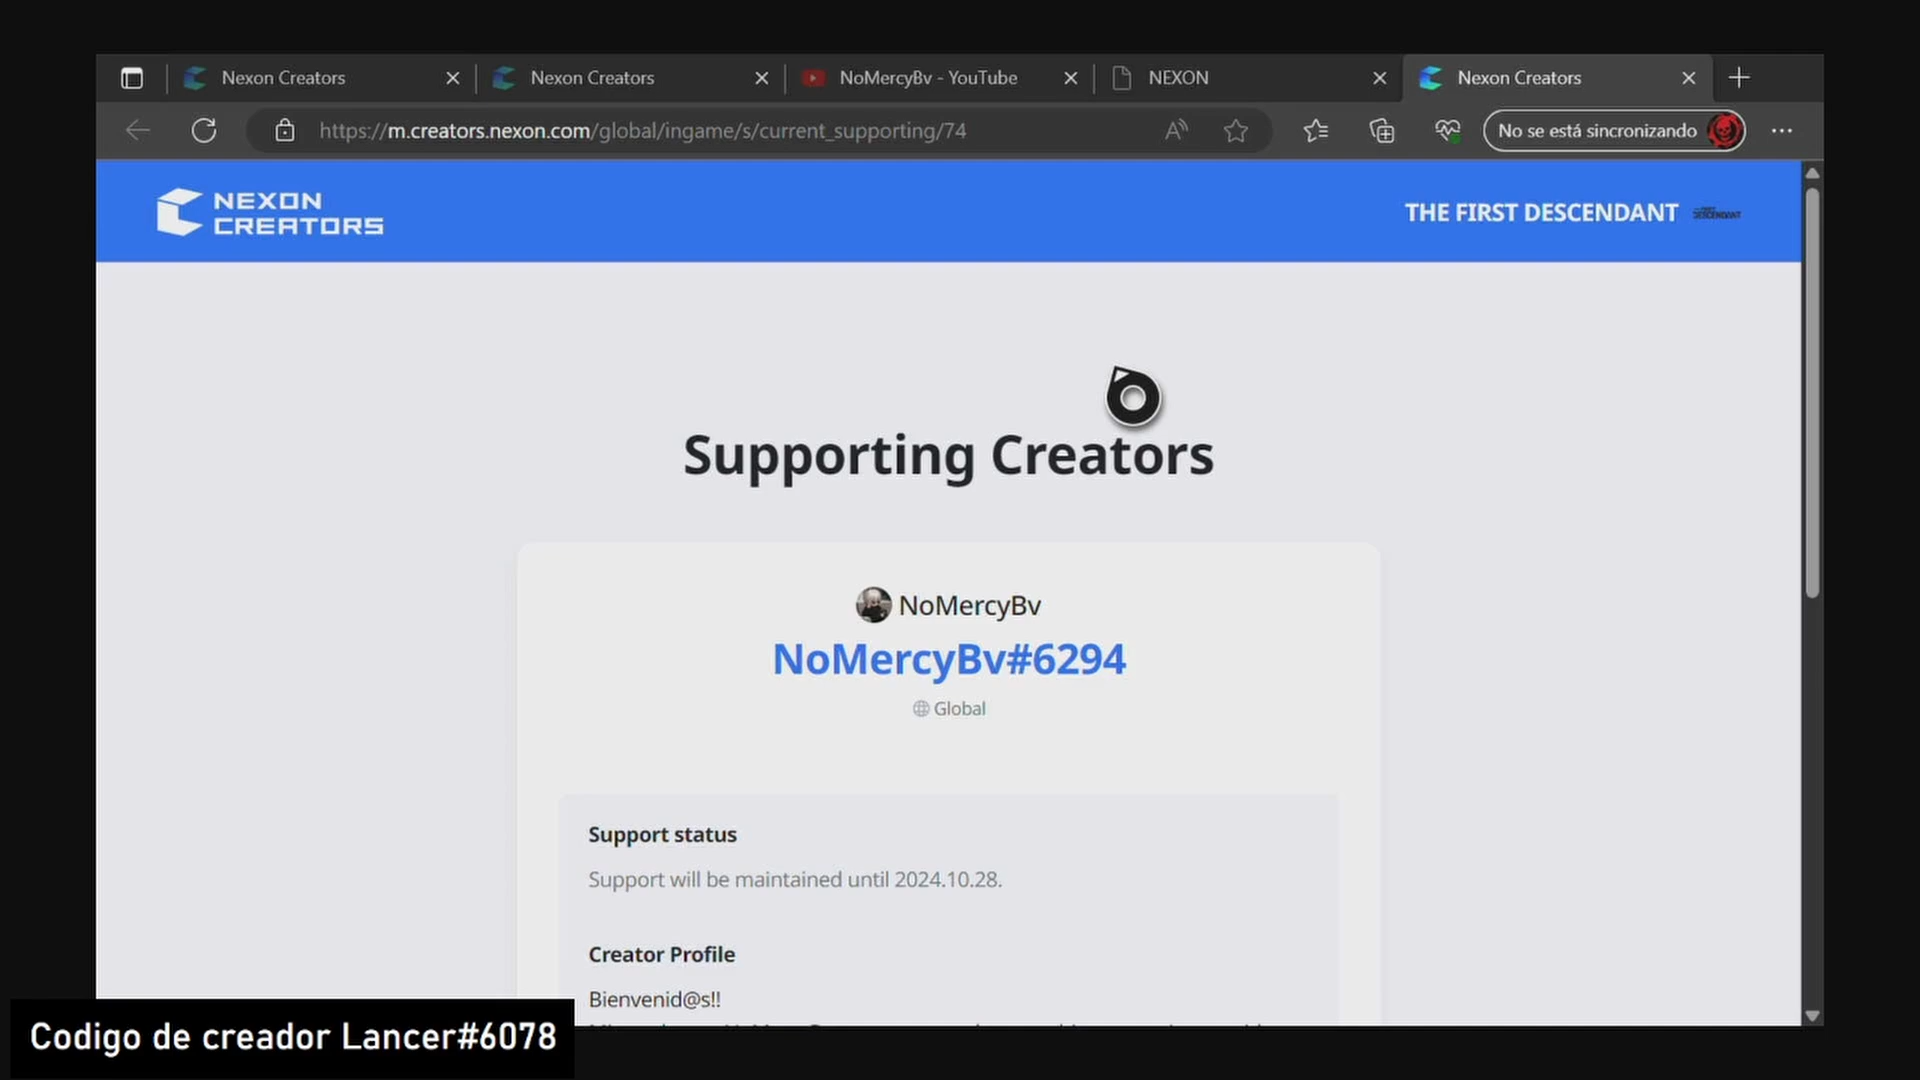 Nexon Creators
Nexon Creators
NoMercyBv - YouTube
NEXON
Nexon Creators
https://m.creators.nexon.com/global/ingame/s/current_supporting/74
No se está sincronizando
NEXON
CREATORS
THE FIRST DESCENDANT
DESCENDANT
Supporting Creators
NoMercyBv
NoMercyBv#6294
Global
Support status
Support will be maintained until 2024.10.28.
Creator Profile
Bienvenid@s!!
Codigo de creador Lancer#6078